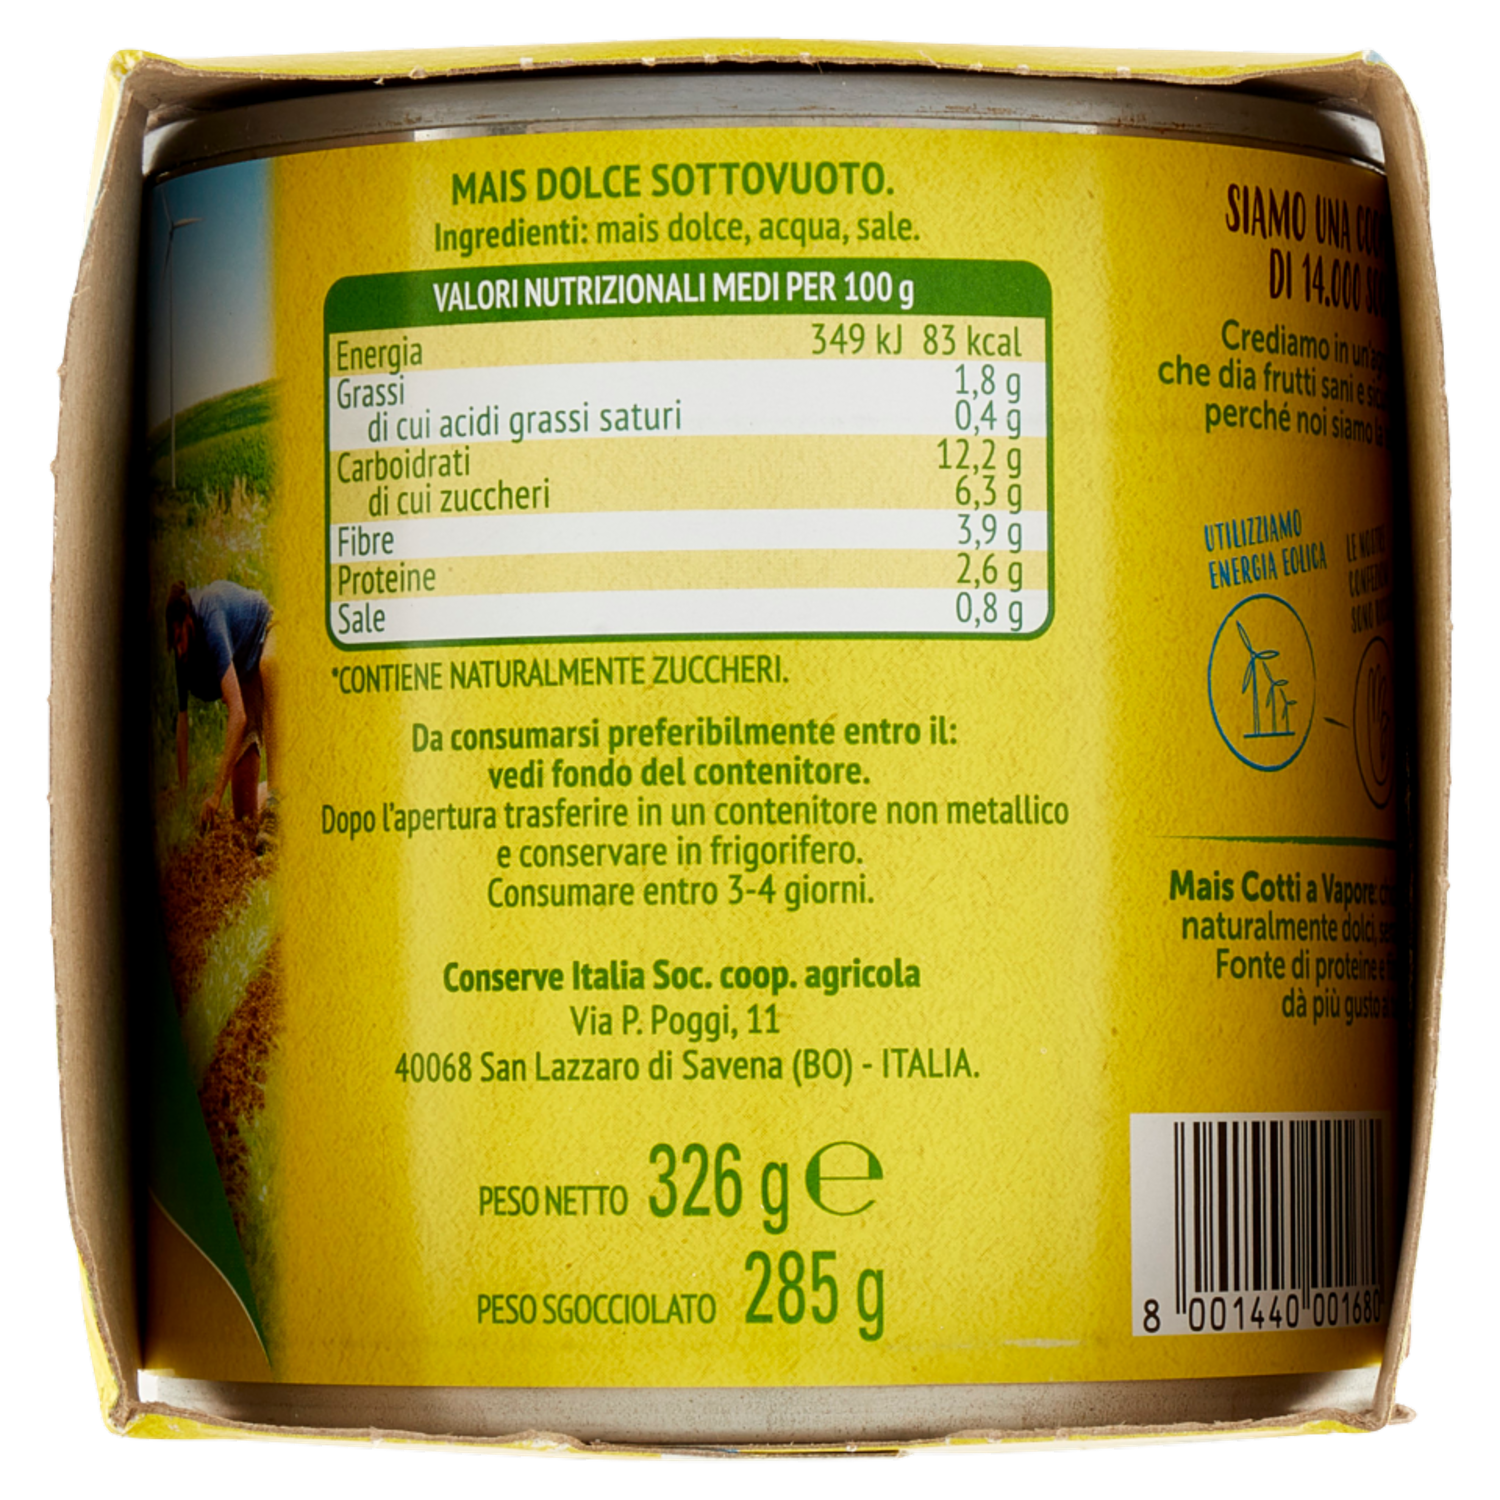 MAIS DOLCE SOTTOVUOTO.
Ingredienti: mais dolce, acqua, sale.
VALORI NUTRIZIONALI MEDI PER 100 g
Energia 349 kJ 83 kcal
Grassi 1,8 g
di cui acidi grassi saturi 0,4 g
Carboidrati 12,2 g
di cui zuccheri 6,3 g
Fibre 3,9 g
Proteine 2,6 g
Sale 0,8 g
*CONTIENE NATURALMENTE ZUCCHERI.
Da consumarsi preferibilmente entro il:
vedi fondo del contenitore.
Dopo l'apertura trasferire in un contenitore non metallico
e conservare in frigorifero.
Consumare entro 3-4 giorni.
Conserve Italia Soc. coop. agricola
Via P. Poggi, 11
40068 San Lazzaro di Savena (BO) - ITALIA.
PESO NETTO 326 g e
PESO SGOCCIOLATO 285 g
SIAMO UNA
DI 14.000
Crediamo in
che dia frutti sani e
perché noi siamo
UTILIZZIAMO
ENERGIA EOLICA
LE
SONO
Mais Cotti a Vapore:
naturalmente dolci,
Fonte di proteine e
dà più gusto
8 001440 001680